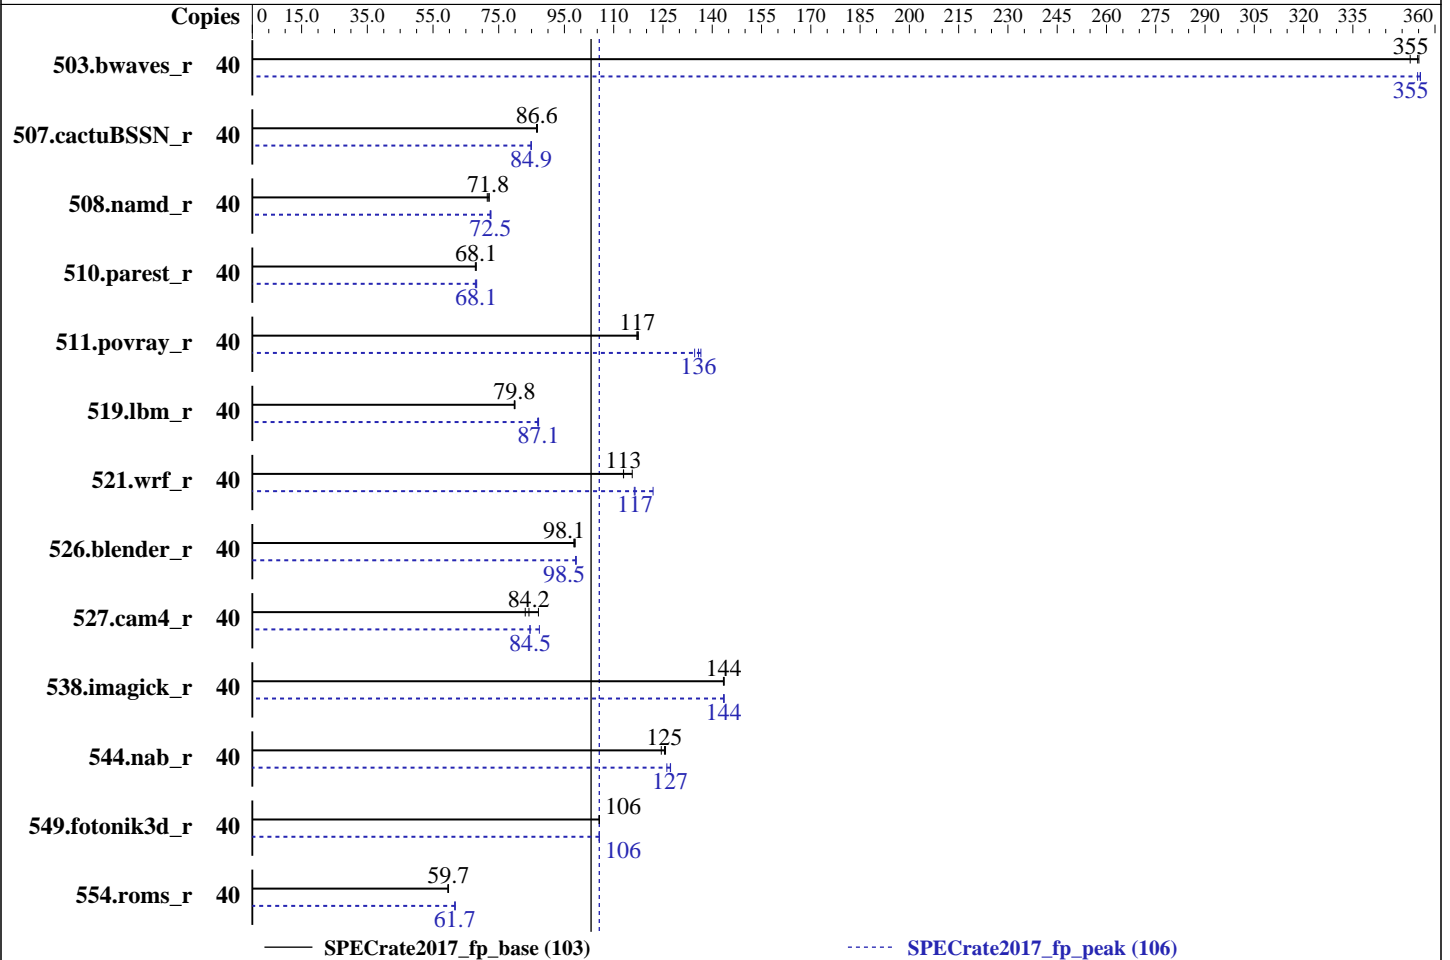 Copies 0 15.0 35.0 55.0 75.0 95.0 110 125 140 155 170 185 200 215 230 245 260 275 290 305 320 335 360
503.bwaves_r 40 355
355
507.cactuBSSN_r 40 86.6
84.9
508.namd_r 40 71.8
72.5
510.parest_r 40 68.1
68.1
511.povray_r 40 117
136
519.lbm_r 40 79.8
87.1
521.wrf_r 40 113
117
526.blender_r 40 98.1
98.5
527.cam4_r 40 84.2
84.5
538.imagick_r 40 144
144
544.nab_r 40 125
127
549.fotonik3d_r 40 106
106
554.roms_r 40 59.7
61.7
SPECrate2017_fp_base (103) SPECrate2017_fp_peak (106)